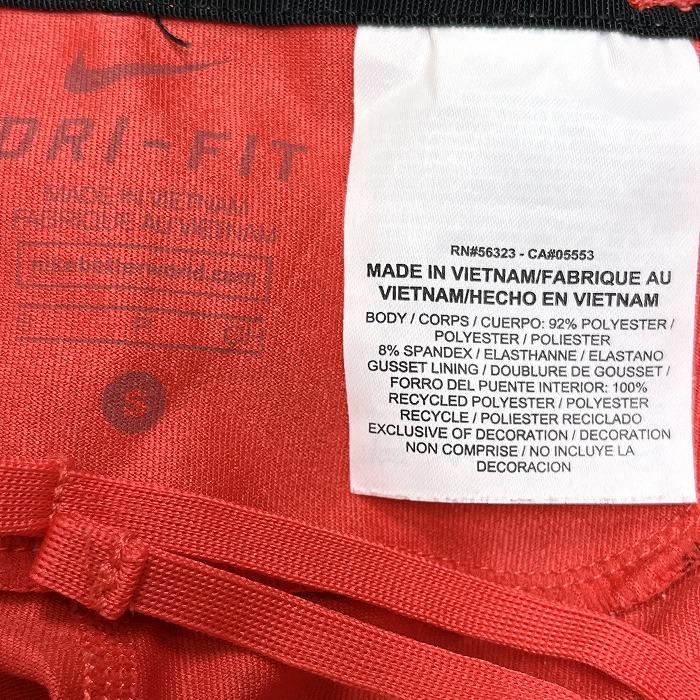 DRI-FIT
MADE IN VIETNAM
FABRIQUE AU VIETNAM
nikebetterworld.com
S
RN#56323 - CA#05553
MADE IN VIETNAM/FABRIQUE AU
VIETNAM/HECHO EN VIETNAM
BODY / CORPS / CUERPO: 92% POLYESTER /
POLYESTER / POLIESTER
8% SPANDEX / ELASTHANNE / ELASTANO
GUSSET LINING / DOUBLURE DE GOUSSET /
FORRO DEL PUENTE INTERIOR: 100%
RECYCLED POLYESTER / POLYESTER
RECYCLE / POLIESTER RECICLADO
EXCLUSIVE OF DECORATION / DECORATION
NON COMPRISE / NO INCLUYE LA
DECORACION